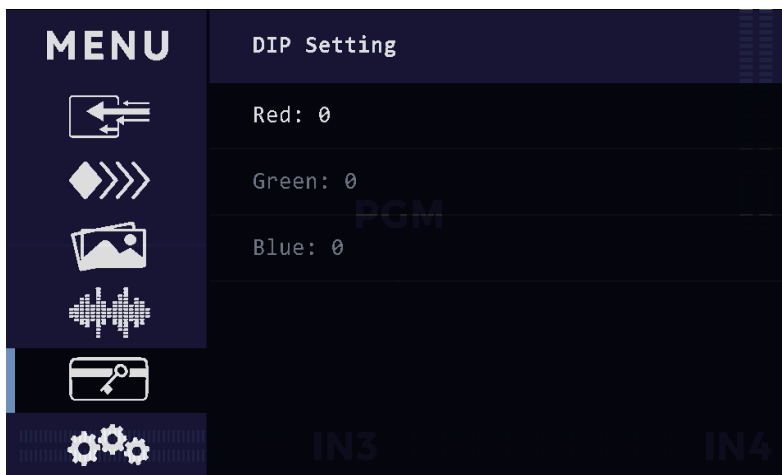 MENU
DIP Setting
Red: 0
Green: 0
Blue: 0
PGM
IN3
IN4